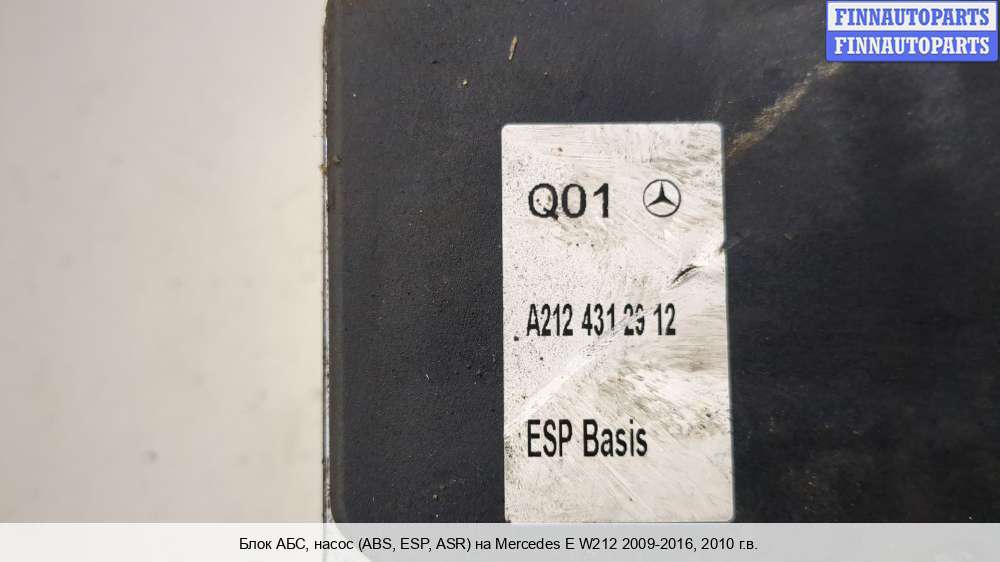 FINNAUTOPARTS
FINNAUTOPARTS
Q01
A212 431 29 12
ESP Basis
Блок АБС, насос (ABS, ESP, ASR) на Mercedes E W212 2009-2016, 2010 г.в.